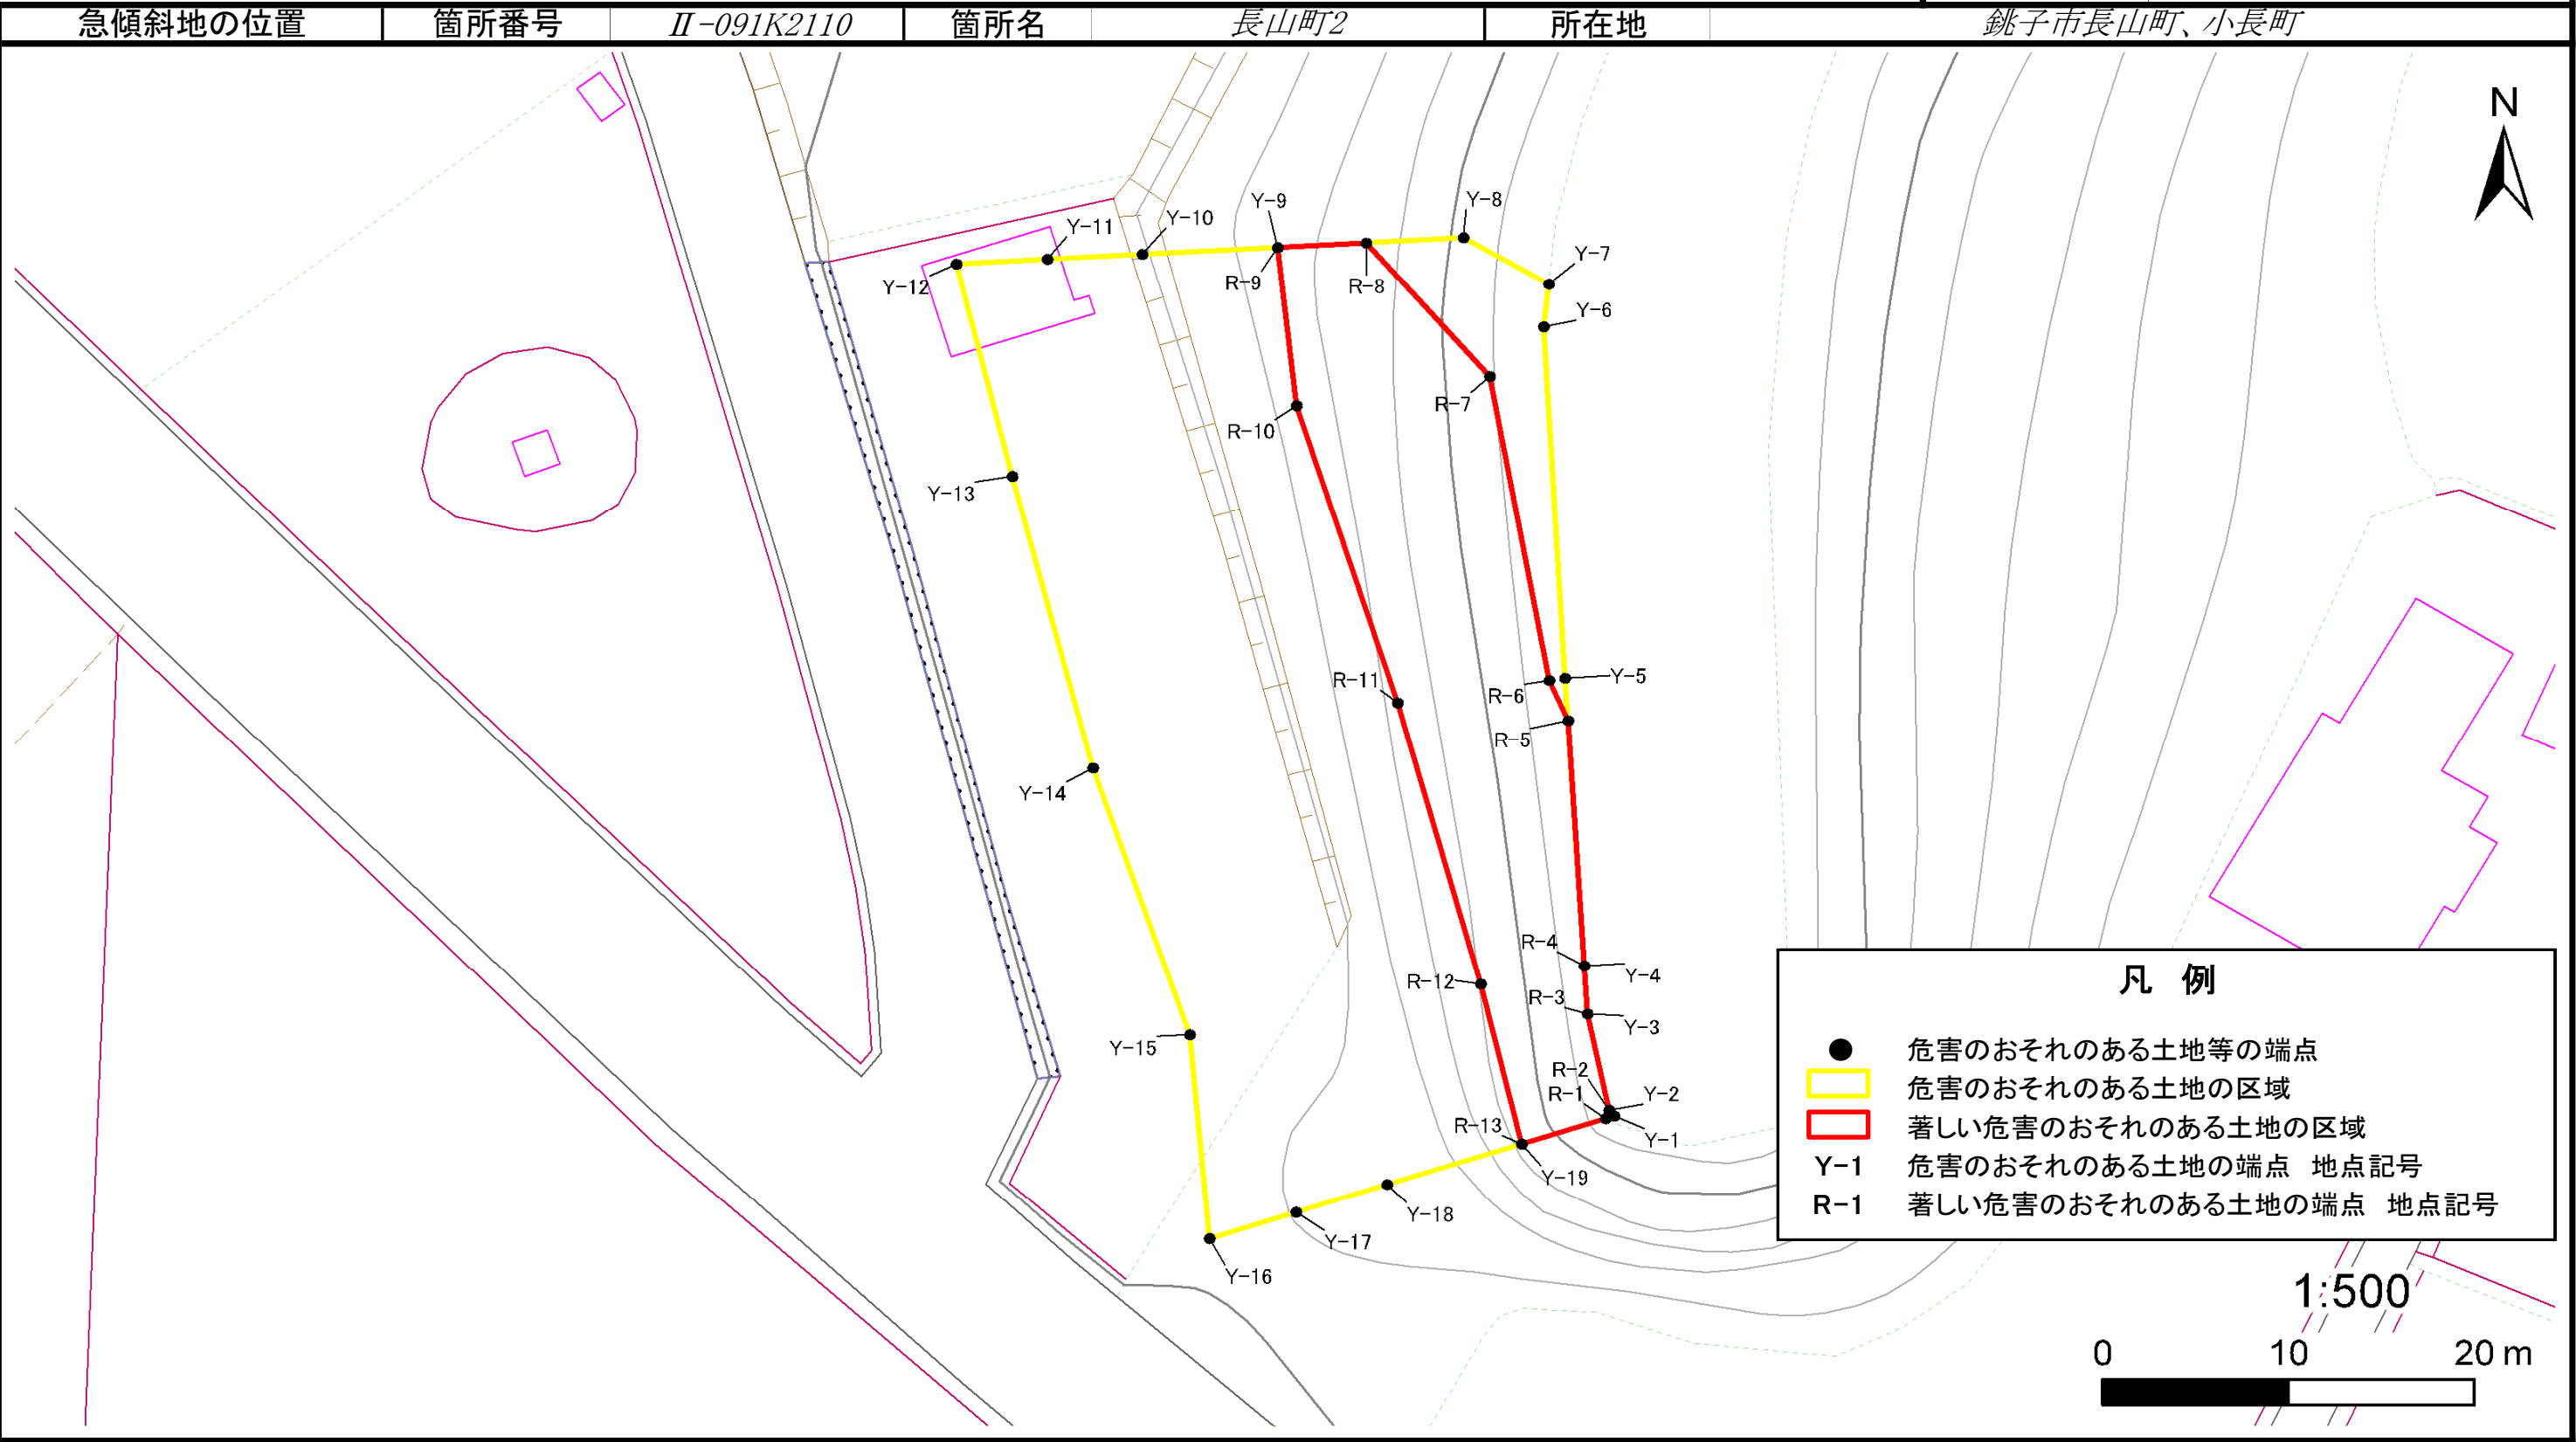 急傾斜地の位置 箇所番号 Ⅱ-091K2110 箇所名 長山町2 所在地 銚子市長山町、小長町
N
Y-9
Y-8
Y-10
Y-11
Y-7
Y-12
R-9
R-8
Y-6
R-7
R-10
Y-13
R-11
R-6
Y-5
R-5
Y-14
R-4
Y-4
R-12
R-3
Y-3
Y-15
R-2
R-1
Y-2
R-13
Y-1
Y-19
Y-18
Y-17
Y-16
凡 例
危害のおそれのある土地等の端点
危害のおそれのある土地の区域
著しい危害のおそれのある土地の区域
Y-1 危害のおそれのある土地の端点 地点記号
R-1 著しい危害のおそれのある土地の端点 地点記号
1:500
0 10 20 m